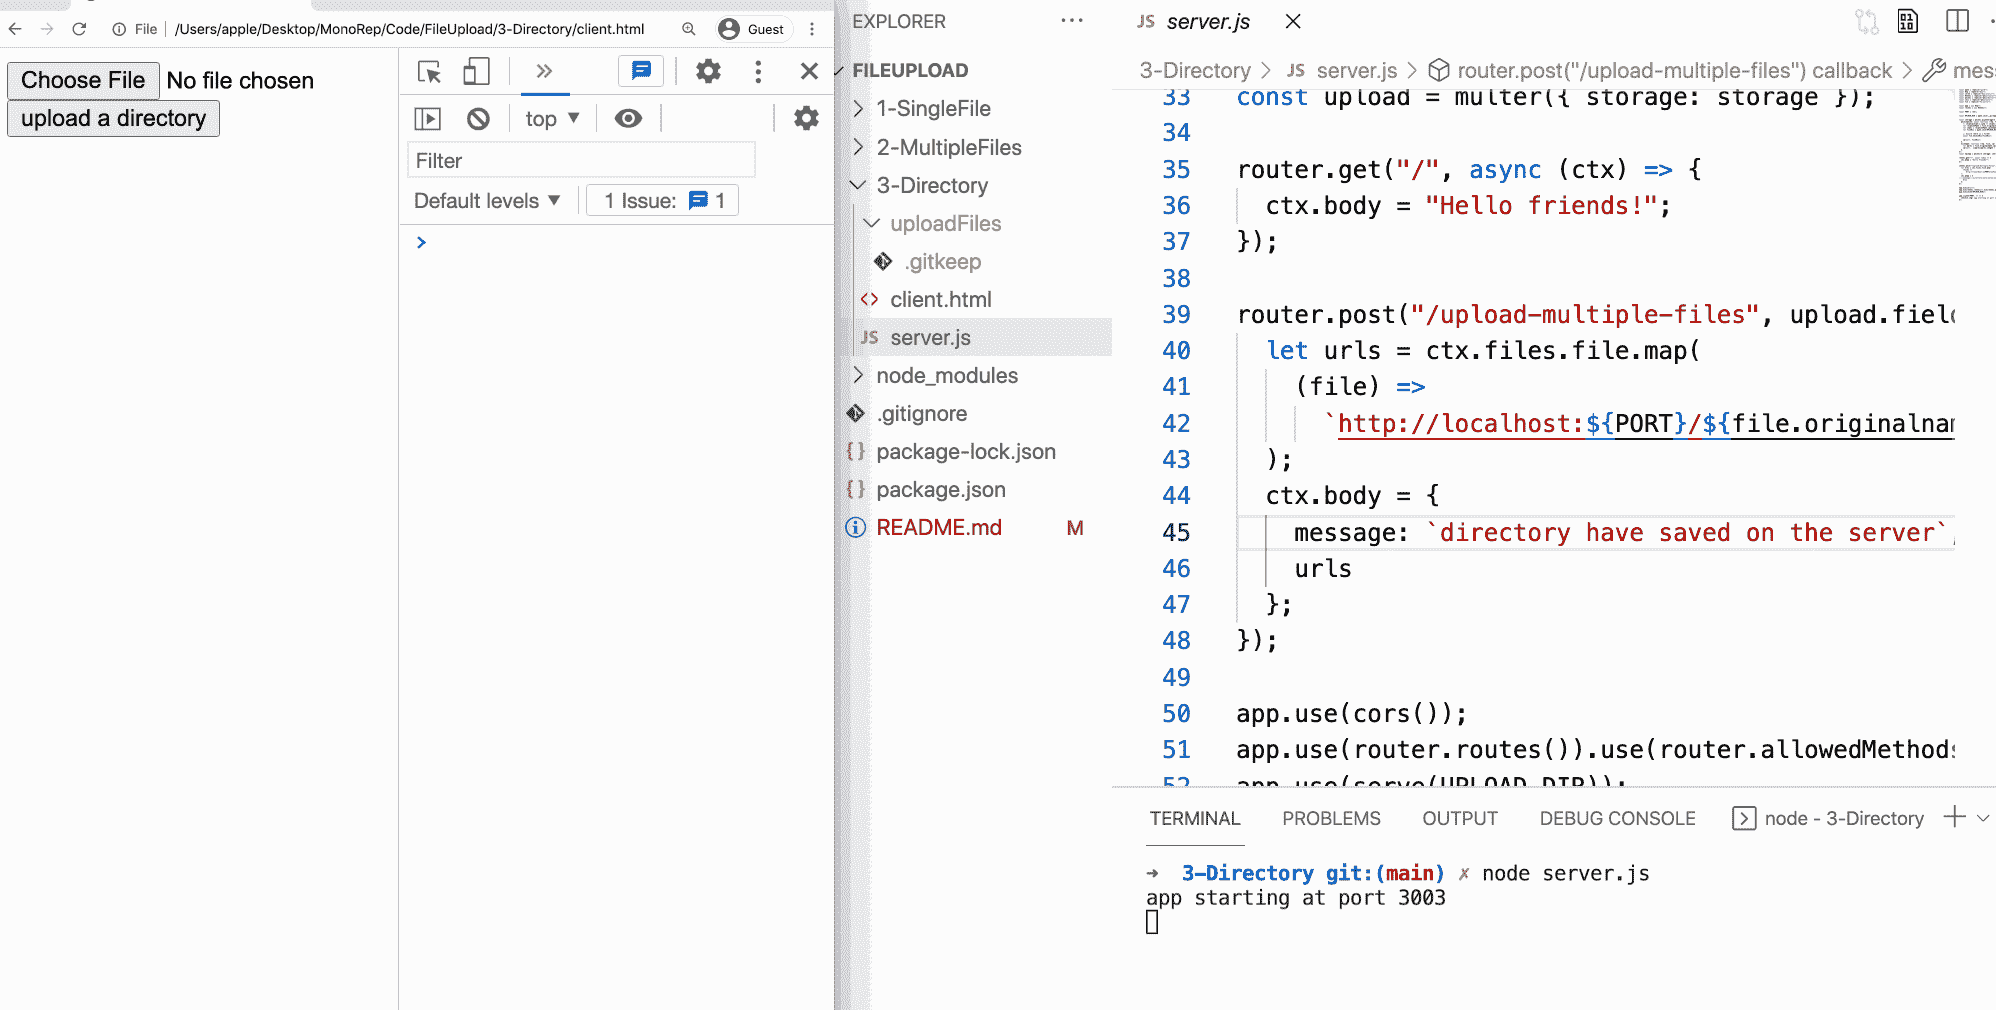 File /Users/apple/Desktop/MonoRep/Code/FileUpload/3-Directory/client.html Guest
Choose File No file chosen
upload a directory
top
Filter
Default levels 1 Issue: 1
EXPLORER
FILEUPLOAD
1-SingleFile
2-MultipleFiles
3-Directory
uploadFiles
.gitkeep
client.html
JS server.js
node_modules
.gitignore
{} package-lock.json
{} package.json
README.md M
JS server.js
3-Directory > JS server.js > router.post("/upload-multiple-files") callback > mes
33 const upload = multer({ storage: storage });
34
35 router.get("/", async (ctx) => {
36 ctx.body = "Hello friends!";
37 });
38
39 router.post("/upload-multiple-files", upload.fiel
40 let urls = ctx.files.file.map(
41 (file) =>
42 `http://localhost:${PORT}/${file.originalna
43 );
44 ctx.body = {
45 message: `directory have saved on the server`,
46 urls
47 };
48 });
49
50 app.use(cors());
51 app.use(router.routes()).use(router.allowedMethod
52 app.use(serve(UPLOAD_DIR));
TERMINAL PROBLEMS OUTPUT DEBUG CONSOLE node - 3-Directory
➜ 3-Directory git:(main) ✗ node server.js
app starting at port 3003